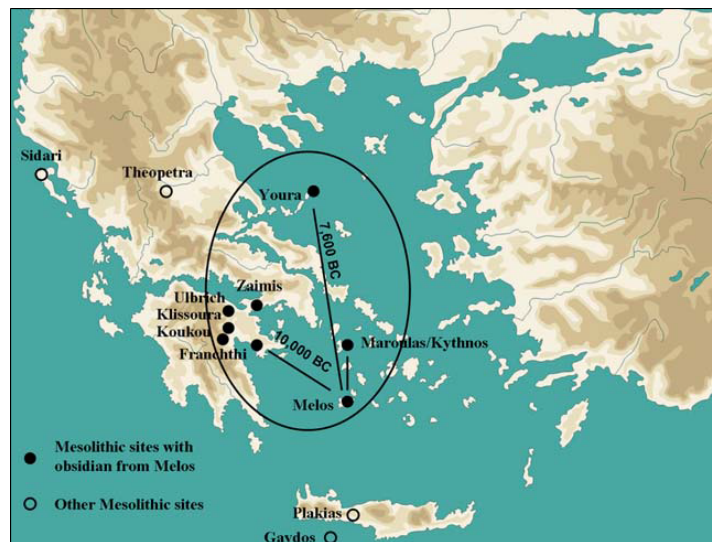 Sidari
Theopetra
Youra
7,600 BC
Zaimis
Ulbrich
Klissoura
Koukou
Franchthi
10,000 BC
Maroulas/Kythnos
Melos
Mesolithic sites with
obsidian from Melos
Other Mesolithic sites
Plakias
Gavdos